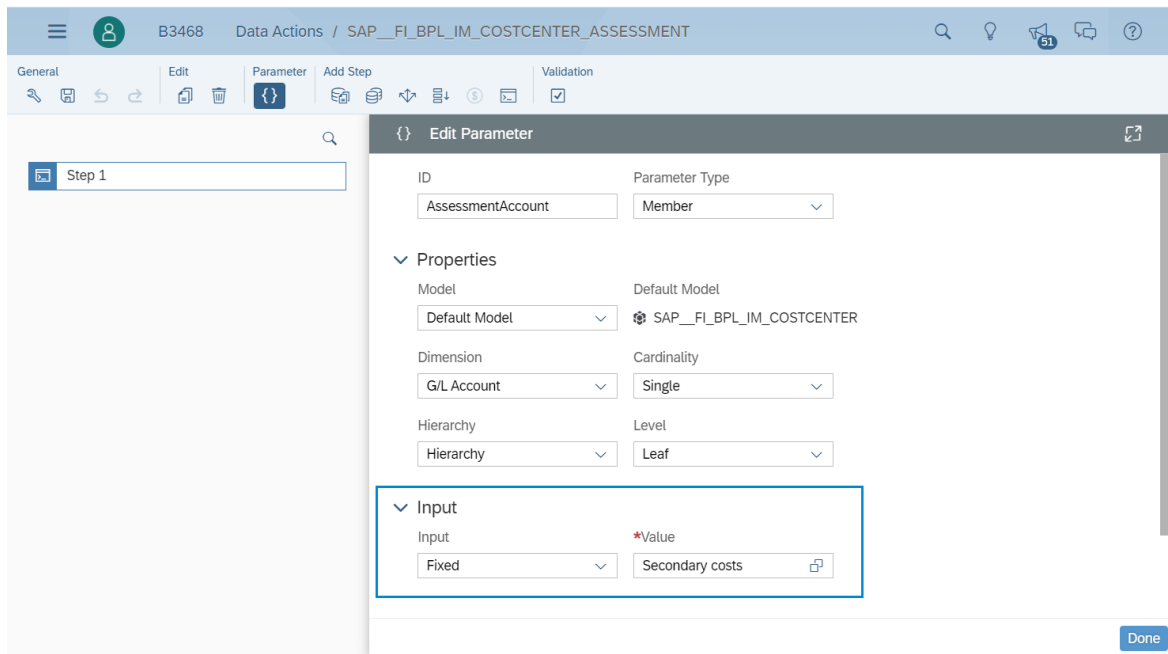 B3468 Data Actions / SAP__FI_BPL_IM_COSTCENTER_ASSESSMENT
51
General Edit Parameter Add Step Validation
{ }
Step 1
{ } Edit Parameter
ID Parameter Type
AssessmentAccount Member
Properties
Model Default Model
Default Model SAP__FI_BPL_IM_COSTCENTER
Dimension Cardinality
G/L Account Single
Hierarchy Level
Hierarchy Leaf
Input
Input *Value
Fixed Secondary costs
Done